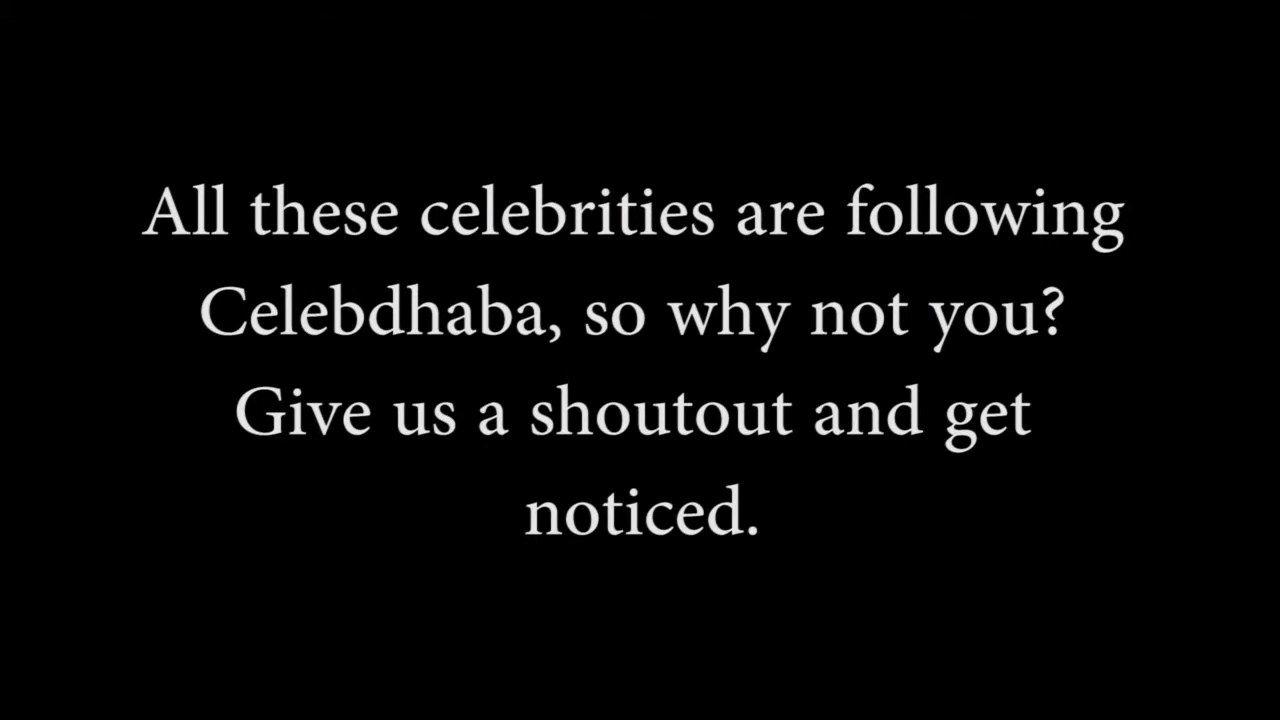 All these celebrities are following
Celebdhaba, so why not you?
Give us a shoutout and get
noticed.